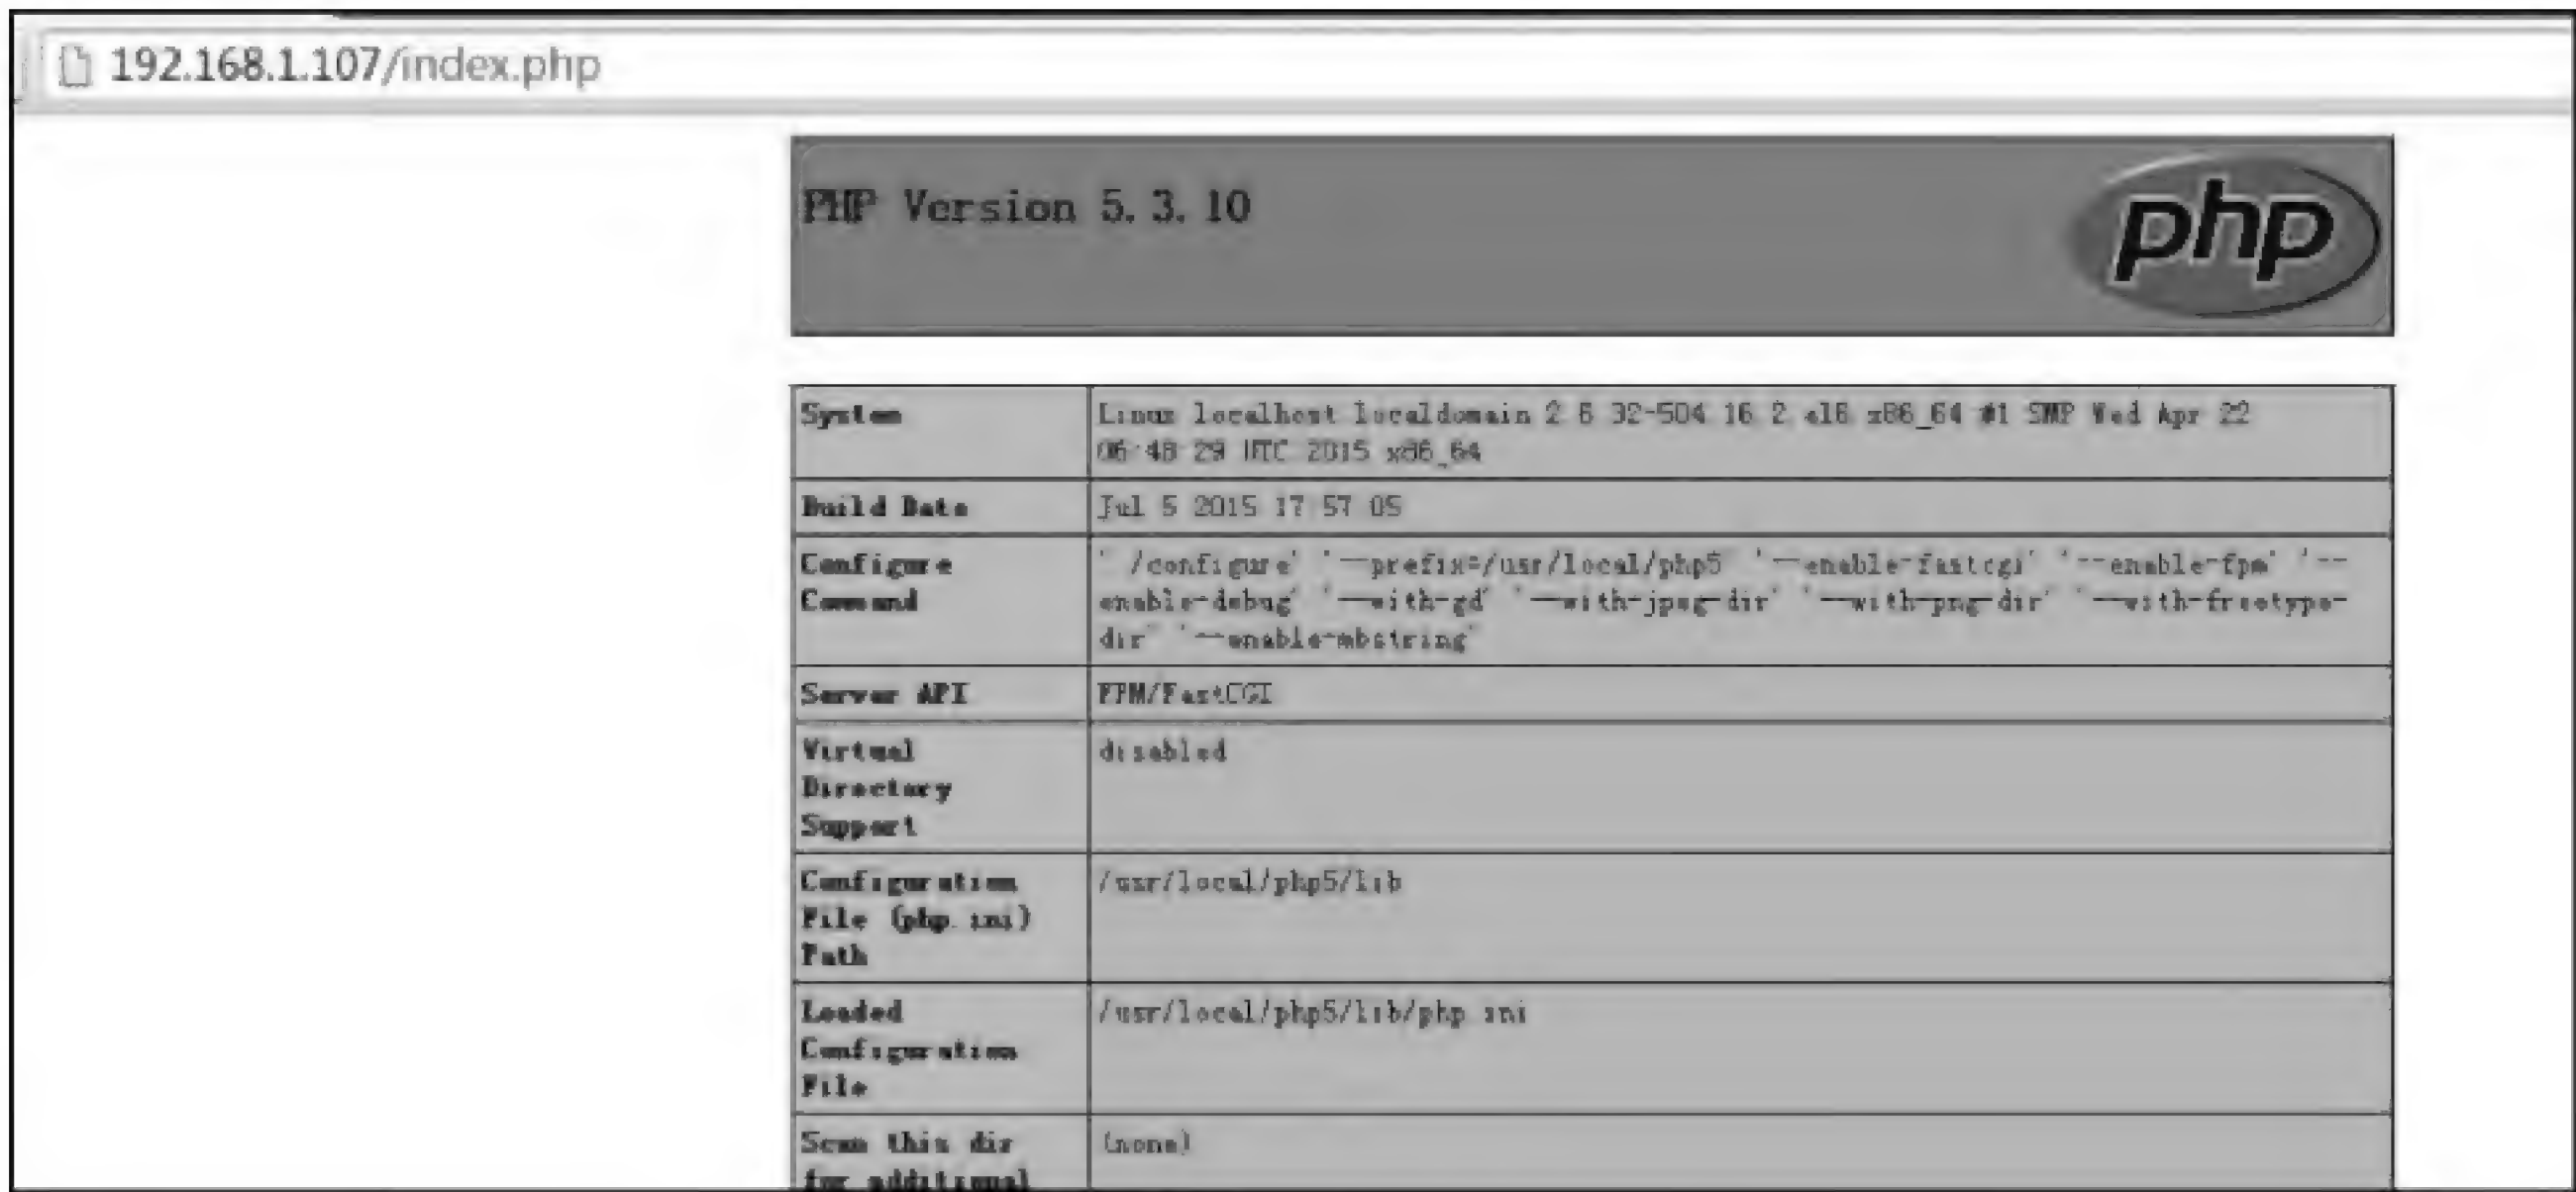 192.168.1.107/index.php
PHP Version 5.3.10
php
System
Linux localhost.localdomain 2.6.32-504.16.2.el6.x86_64 #1 SMP Wed Apr 22
06:48:29 UTC 2015 x86_64
Build Date
Jul 5 2015 17:57:05
Configure
Command
'./configure' '--prefix=/usr/local/php5' '--enable-fastcgi' '--enable-fpm' '--
enable-debug' '--with-gd' '--with-jpeg-dir' '--with-png-dir' '--with-freetype-
dir' '--enable-mbstring'
Server API
FPM/FastCGI
Virtual
Directory
Support
disabled
Configuration
File (php.ini)
Path
/usr/local/php5/lib
Loaded
Configuration
File
/usr/local/php5/lib/php.ini
Scan this dir
for additional
(none)